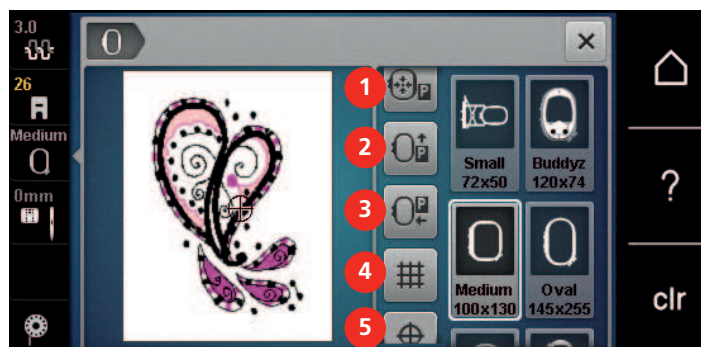 3.0
26
Medium
0mm
1
P
2
P
3
P
4
5
Small
72x50
Buddyz
120x74
Medium
100x130
Oval
145x255
?
clr